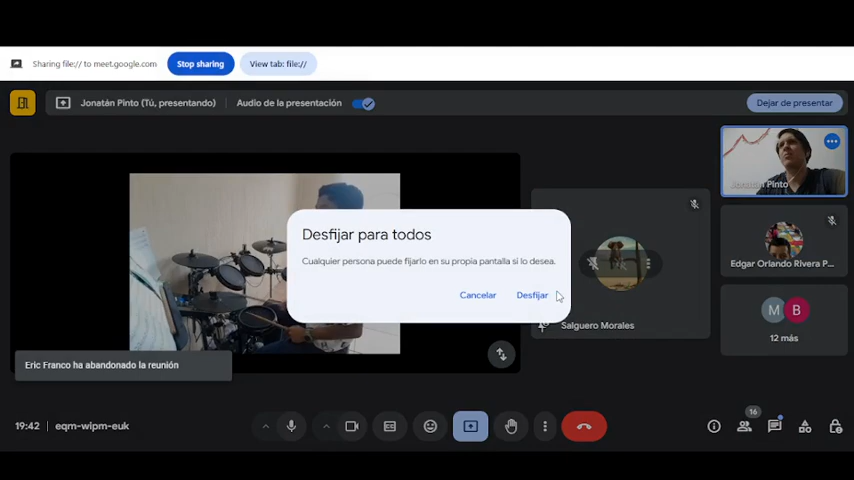 Sharing file:// to meet.google.com
Stop sharing
View tab: file://
Jonatán Pinto (Tú, presentando)
Audio de la presentación
Dejar de presentar
Jonatán Pinto
Desfijar para todos
Cualquier persona puede fijarlo en su propia pantalla si lo desea.
Cancelar
Desfijar
Edgar Orlando Rivera P...
Salguero Morales
M
B
12 más
Eric Franco ha abandonado la reunión
19:42
eqm-wipm-euk
16